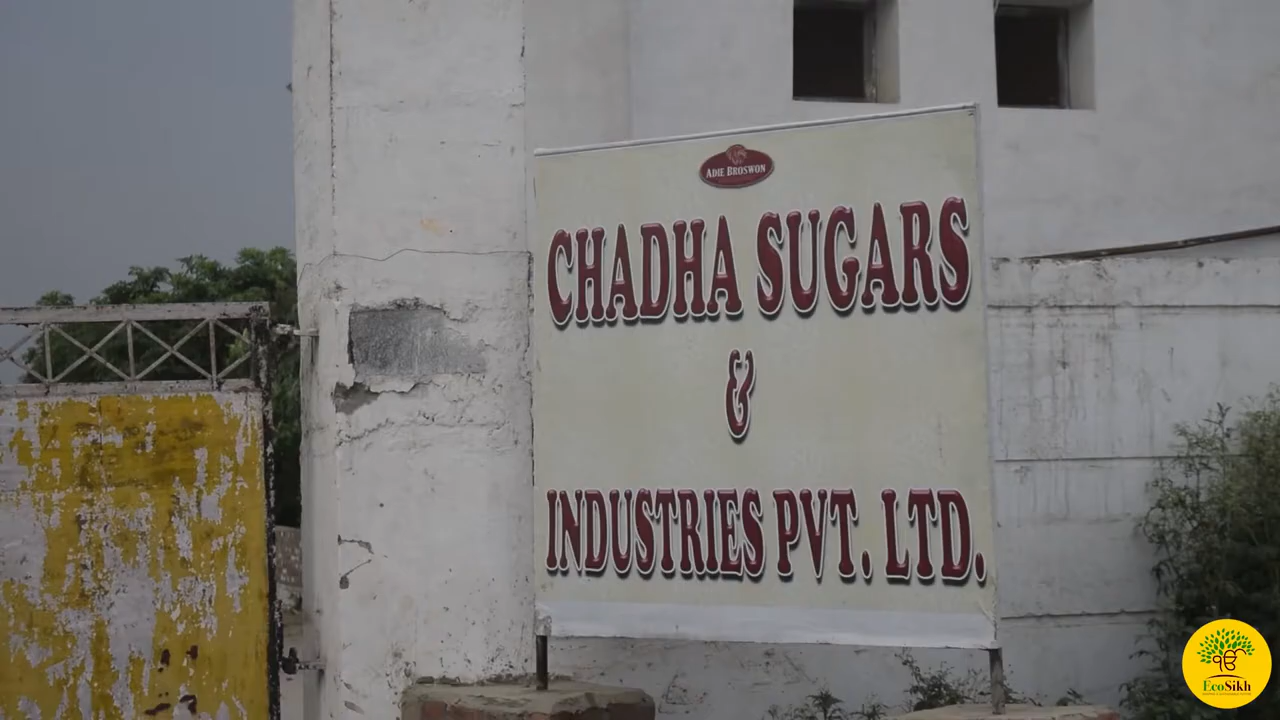 ADIE BROSWON
CHADHA SUGARS
&
INDUSTRIES PVT. LTD.
EcoSikh